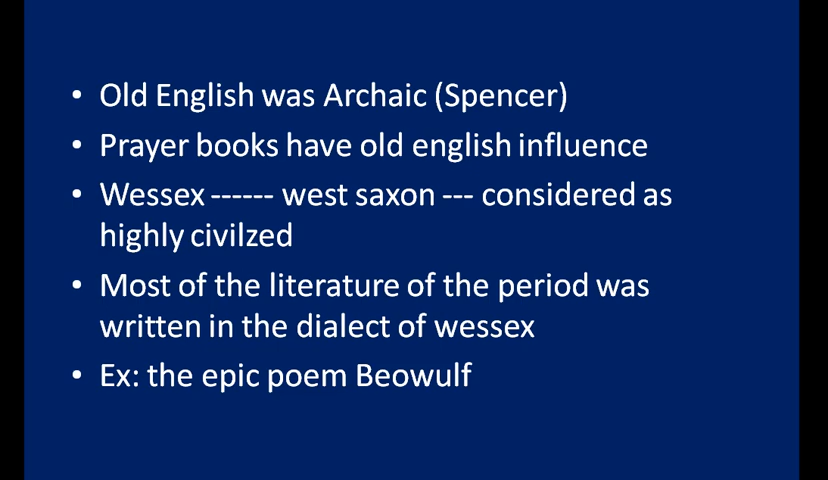 • Old English was Archaic (Spencer)
• Prayer books have old english influence
• Wessex ------ west saxon --- considered as
highly civilzed
• Most of the literature of the period was
written in the dialect of wessex
• Ex: the epic poem Beowulf